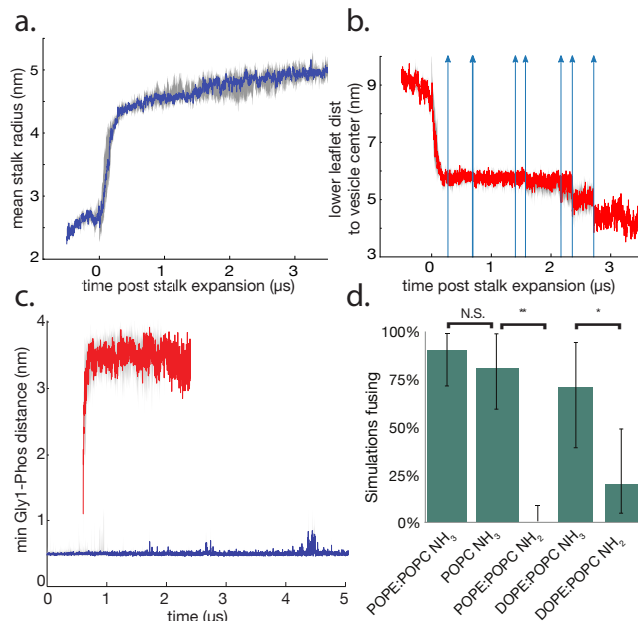 a.
mean stalk radius (nm)
5
4
3
2
0
1
2
3
time post stalk expansion (µs)
b.
lower leaflet dist
to vesicle center (nm)
9
7
5
3
0
1
2
3
time post stalk expansion (µs)
c.
min Gly1-Phos distance (nm)
4
3
2
1
0
0
1
2
3
4
5
time (µs)
d.
N.S.
**
*
Simulations fusing
100%
75%
50%
25%
0%
POPE:POPC NH₃
POPC NH₃
POPE:POPC NH₂
DOPE:POPC NH₃
DOPE:POPC NH₂